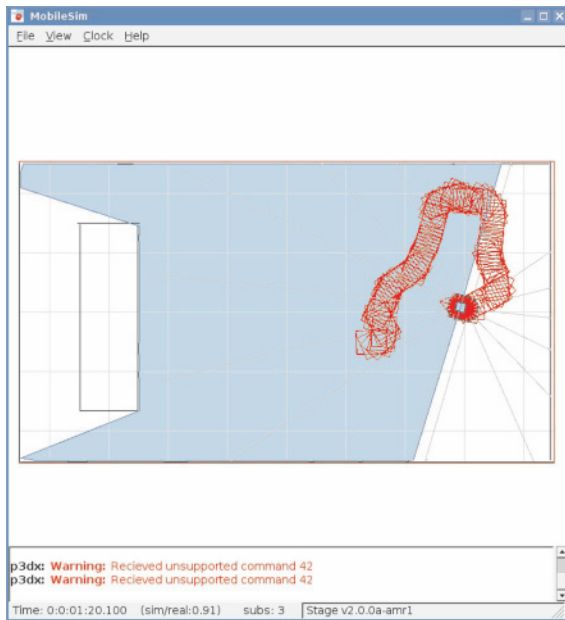 MobileSim
File View Clock Help
p3dx: Warning: Recieved unsupported command 42
p3dx: Warning: Recieved unsupported command 42
Time: 0:0:01:20.100 (sim/real:0.91) subs: 3 Stage v2.0.0a-amr1